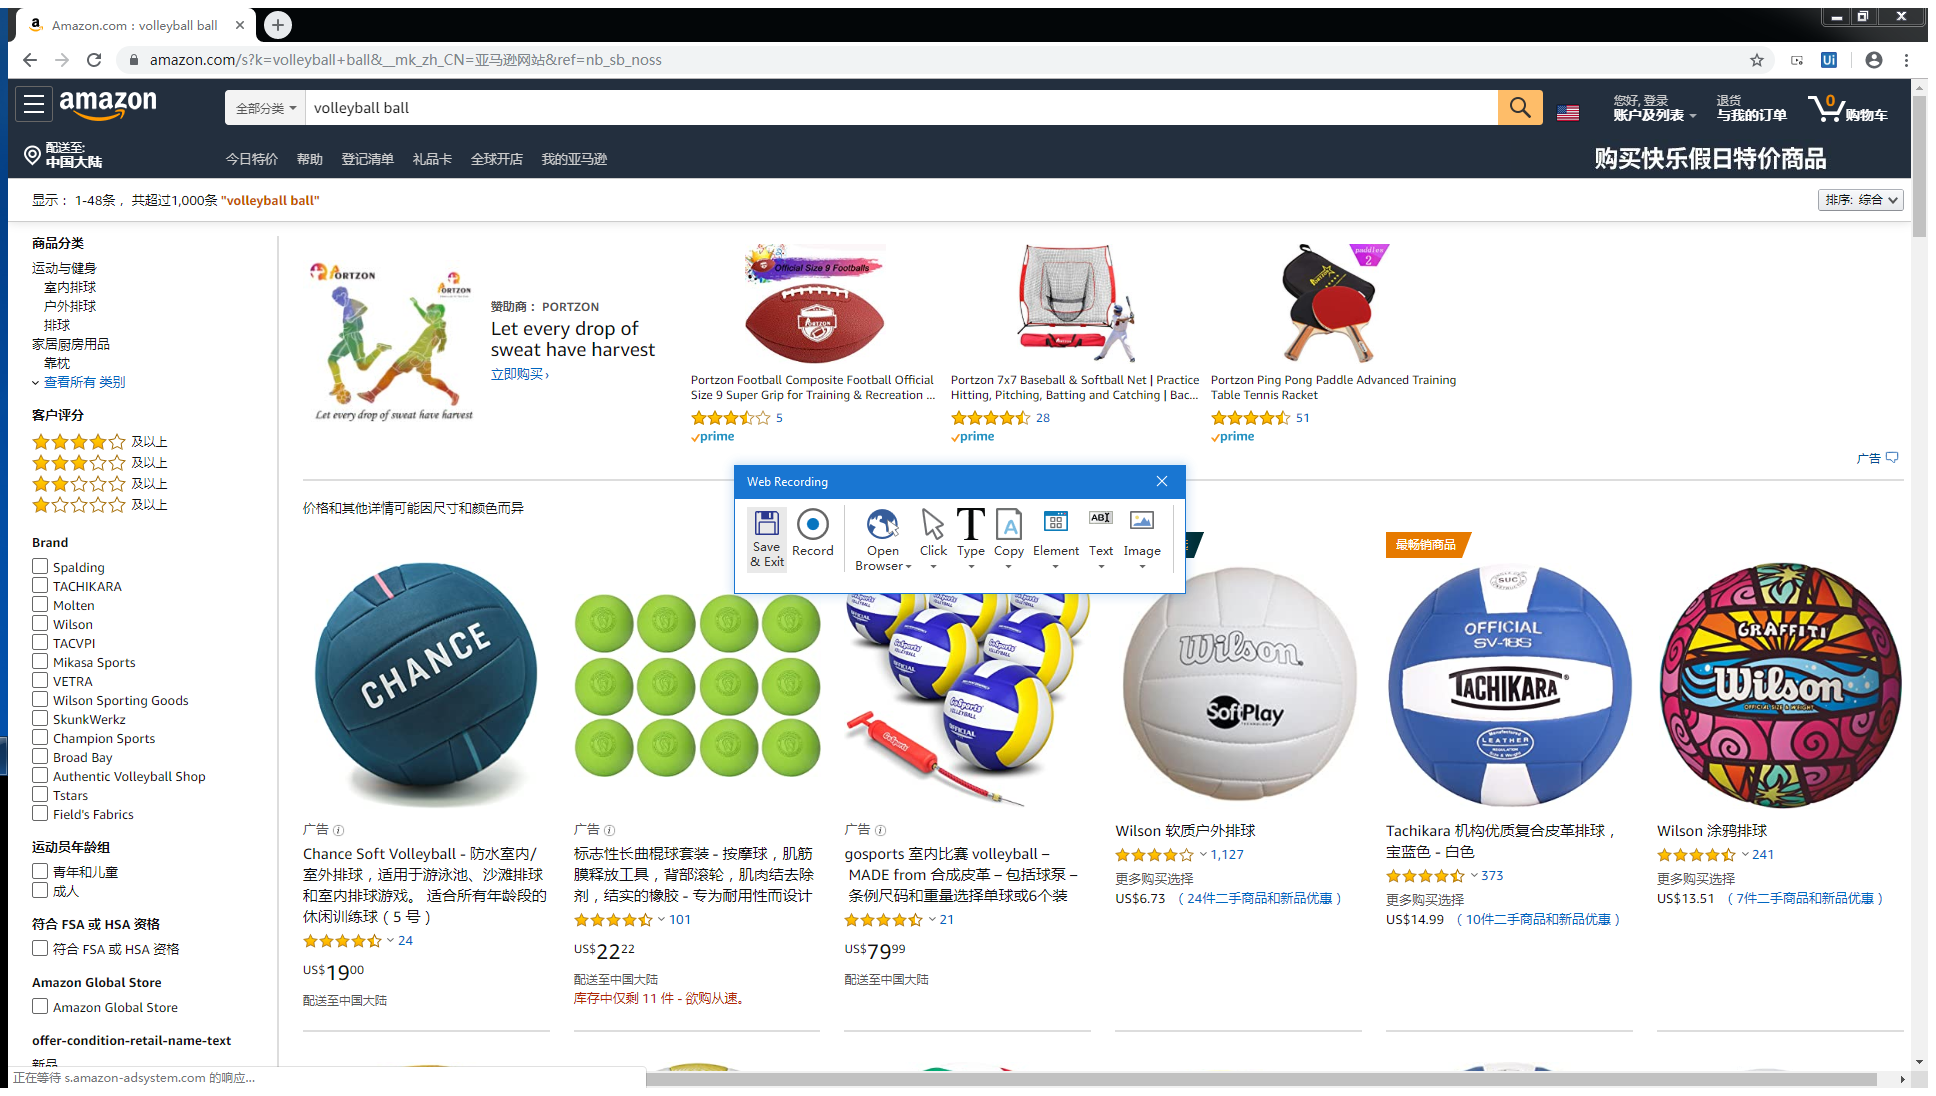 Amazon.com : volleyball ball
amazon.com/s?k=volleyball+ball&__mk_zh_CN=亚马逊网站&ref=nb_sb_noss
amazon
全部分类
volleyball ball
您好, 登录
账户及列表
退货
与我的订单
0
购物车
配送至:
中国大陆
今日特价
帮助
登记清单
礼品卡
全球开店
我的亚马逊
购买快乐假日特价商品
显示： 1-48条， 共超过1,000条 "volleyball ball"
排序: 综合
商品分类
运动与健身
室内排球
户外排球
排球
家居厨房用品
靠枕
查看所有 类别
客户评分
及以上
及以上
及以上
及以上
Brand
Spalding
TACHIKARA
Molten
Wilson
TACVPI
Mikasa Sports
VETRA
Wilson Sporting Goods
SkunkWerkz
Champion Sports
Broad Bay
Authentic Volleyball Shop
Tstars
Field's Fabrics
运动员年龄组
青年和儿童
成人
符合 FSA 或 HSA 资格
符合 FSA 或 HSA 资格
Amazon Global Store
Amazon Global Store
offer-condition-retail-name-text
新品
正在等待 s.amazon-adsystem.com 的响应...
PORTZON
PORTZON
Let every drop of sweat have harvest
赞助商： PORTZON
Let every drop of
sweat have harvest
立即购买›
Official Size 9 Footballs
PORTZON
Portzon Football Composite Football Official
Size 9 Super Grip for Training & Recreation ...
5
prime
Portzon 7x7 Baseball & Softball Net | Practice
Hitting, Pitching, Batting and Catching | Bac...
28
prime
paddles
2
Portzon Ping Pong Paddle Advanced Training
Table Tennis Racket
51
prime
广告
价格和其他详情可能因尺寸和颜色而异
Web Recording
Save
& Exit
Record
Open
Browser
Click
Type
Copy
Element
Text
Image
Ui
ABI
CHANCE
广告
Chance Soft Volleyball - 防水室内/
室外排球，适用于游泳池、沙滩排球
和室内排球游戏。 适合所有年龄段的
休闲训练球（5 号）
24
US$1900
配送至中国大陆
广告
标志性长曲棍球套装 - 按摩球，肌筋
膜释放工具，背部滚轮，肌肉结去除
剂，结实的橡胶 - 专为耐用性而设计
101
US$2222
配送至中国大陆
库存中仅剩 11 件 - 欲购从速。
GoSports
VOLLEYBALL
OFFICIAL
GoSports
广告
gosports 室内比赛 volleyball –
MADE from 合成皮革 – 包括球泵 –
条例尺码和重量选择单球或6个装
21
US$7999
配送至中国大陆
Wilson
Soft Play
Wilson 软质户外排球
1,127
更多购买选择
US$6.73 （24件二手商品和新品优惠）
最畅销商品
SUC
OFFICIAL
SV-18S
TACHIKARA
LEATHER
Tachikara 机构优质复合皮革排球，
宝蓝色 - 白色
373
更多购买选择
US$14.99 （10件二手商品和新品优惠）
GRAFFITI
Wilson
OFFICIAL SIZE & WEIGHT
Wilson 涂鸦排球
241
更多购买选择
US$13.51 （7件二手商品和新品优惠）